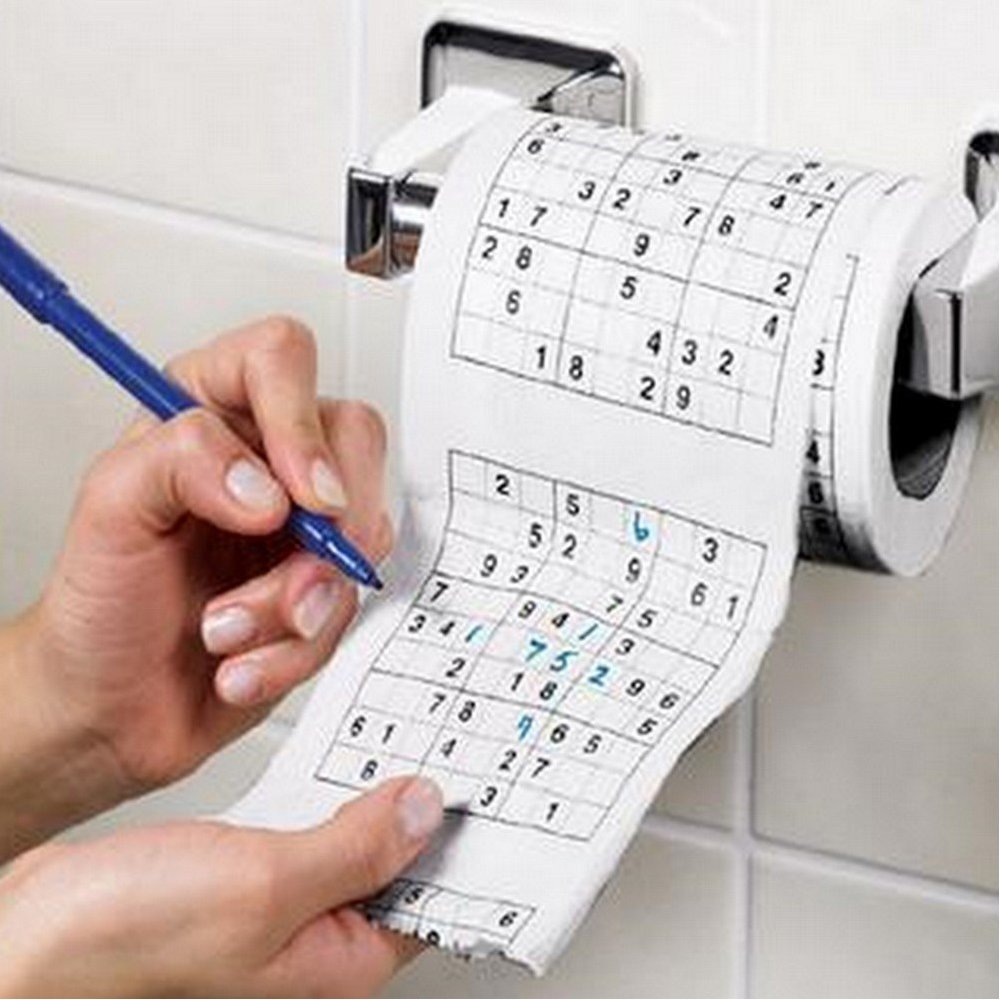 6 3 4 7
3 2 7 8
1 7 9 2
2 8 5 4
6 4 3 2
1 8 2 9
2 5 6 3
5 2 9 6 1
9 3 7 5
7 9 4 1 3
3 4 1 7 5 2 9 6
2 1 8 5
7 8 9 6 5
6 1 4 2 7
8 3 1
5 6
3
4